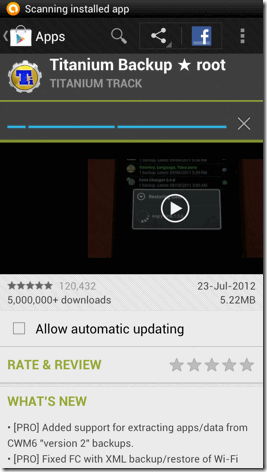 Scanning installed app
Apps
Titanium Backup ★ root
TITANIUM TRACK
120,432
23-Jul-2012
5,000,000+ downloads
5.22MB
Allow automatic updating
RATE & REVIEW
WHAT'S NEW
• [PRO] Added support for extracting apps/data from
CWM6 "version 2" backups.
• [PRO] Fixed FC with XML backup/restore of Wi-Fi